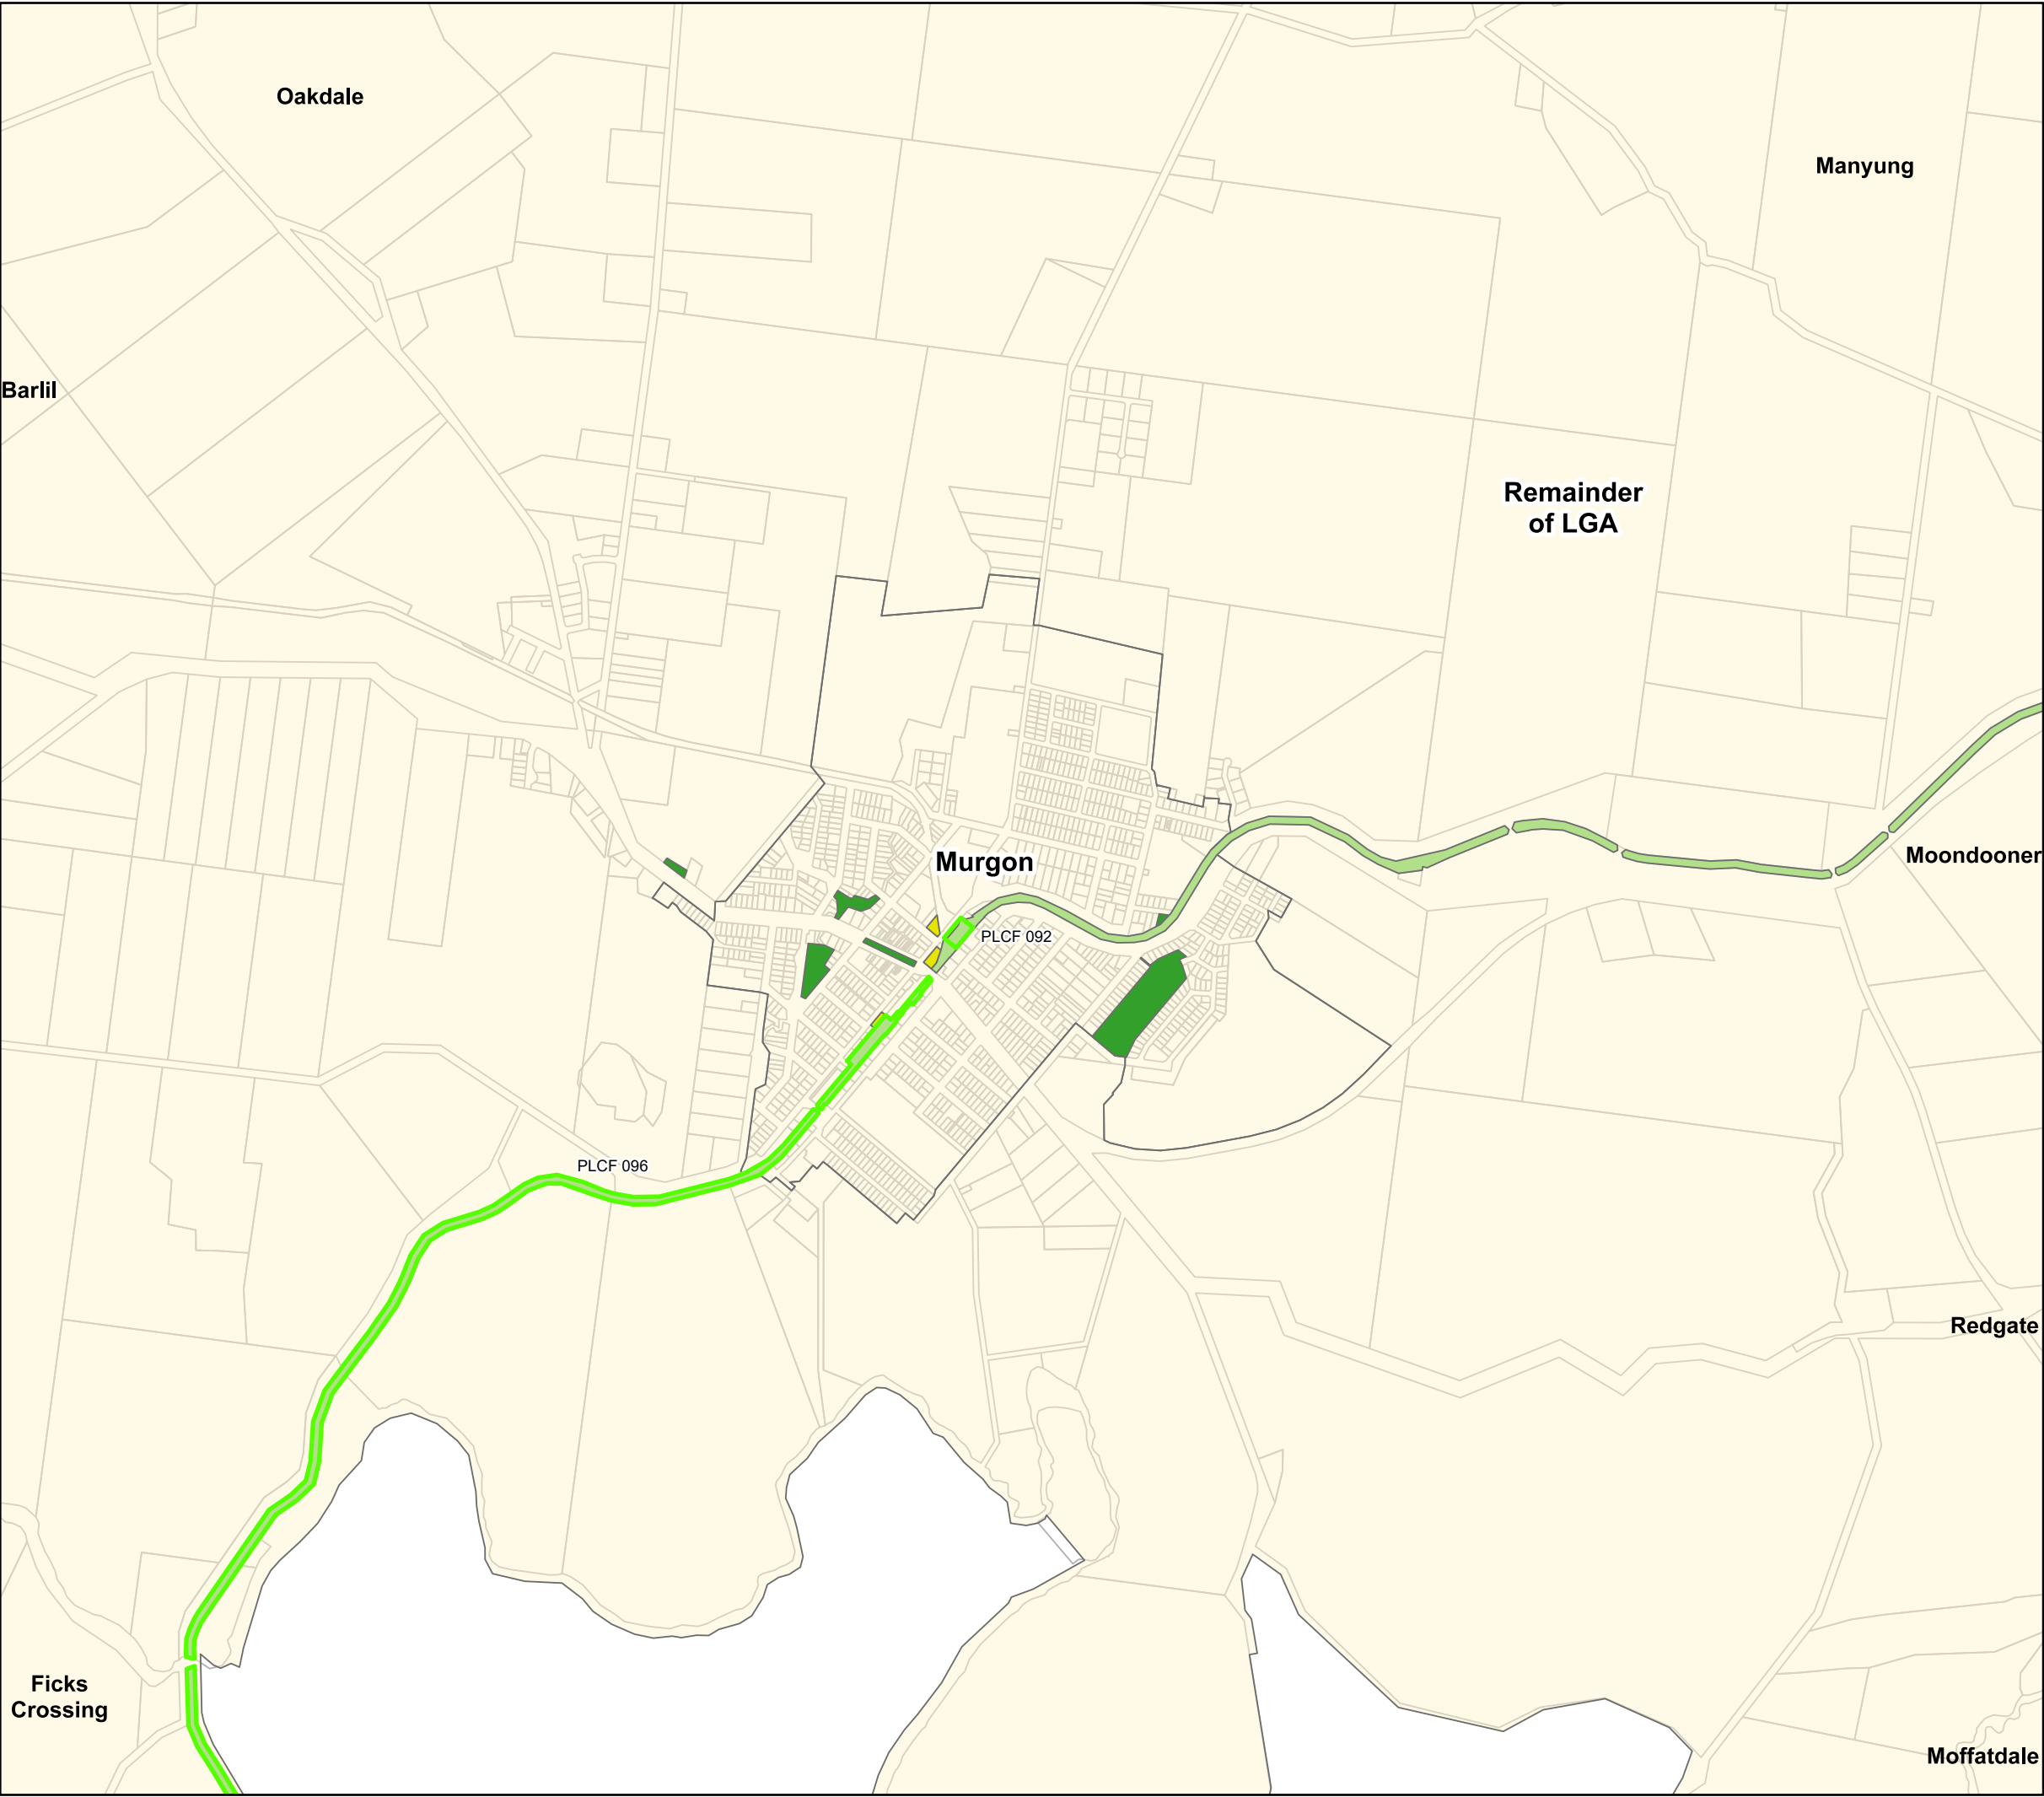 Oakdale
Manyung
Barlil
Remainder
of LGA
Murgon
Moondooner
PLCF 092
PLCF 096
Redgate
Ficks
Crossing
Moffatdale